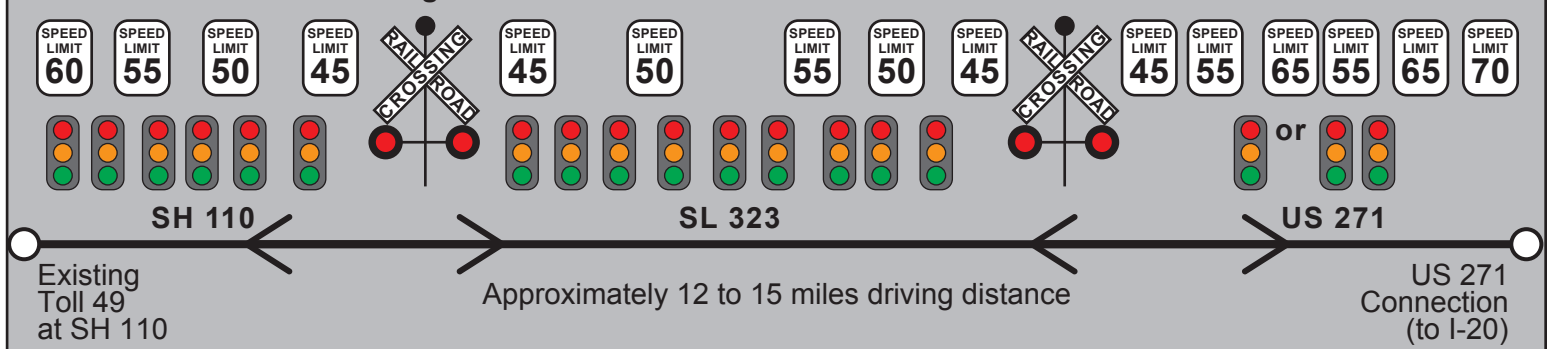 SPEED
LIMIT
60
SPEED
LIMIT
55
SPEED
LIMIT
50
SPEED
LIMIT
45
RAILROAD
CROSSING
SPEED
LIMIT
45
SPEED
LIMIT
50
SPEED
LIMIT
55
SPEED
LIMIT
50
SPEED
LIMIT
45
RAILROAD
CROSSING
SPEED
LIMIT
45
SPEED
LIMIT
55
SPEED
LIMIT
65
SPEED
LIMIT
55
SPEED
LIMIT
65
SPEED
LIMIT
70
or
SH 110
SL 323
US 271
Existing
Toll 49
at SH 110
Approximately 12 to 15 miles driving distance
US 271
Connection
(to I-20)